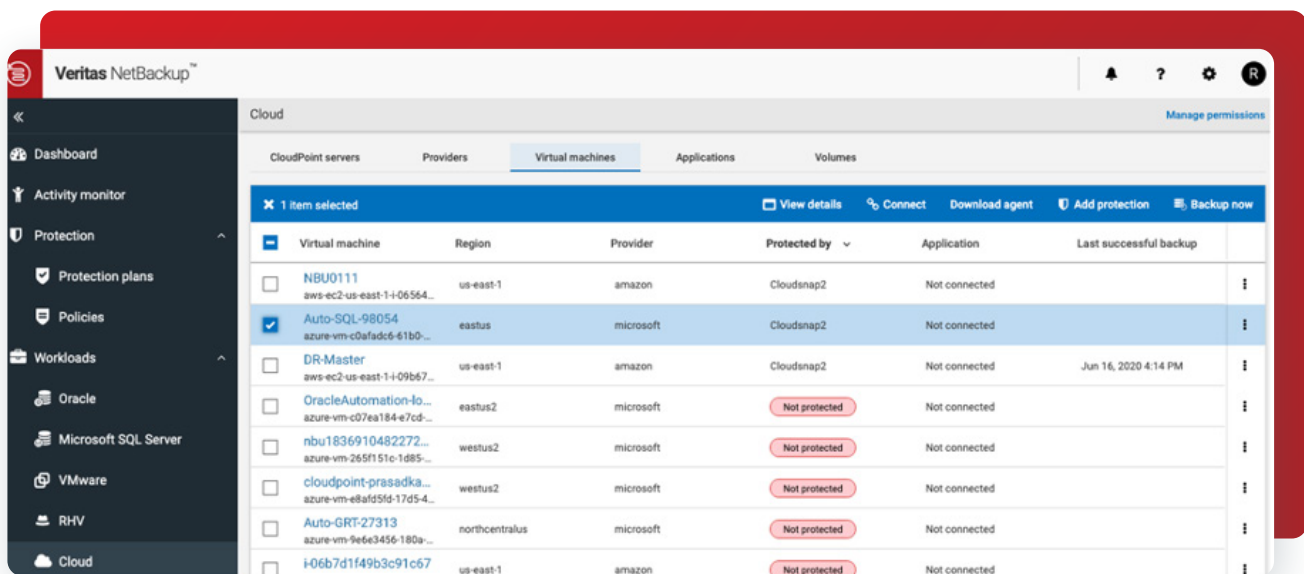 Veritas NetBackup™
? R
Cloud Manage permissions
Dashboard
Activity monitor
Protection
Protection plans
Policies
Workloads
Oracle
Microsoft SQL Server
VMware
RHV
Cloud
CloudPoint servers Providers Virtual machines Applications Volumes
1 item selected View details Connect Download agent Add protection Backup now
Virtual machine Region Provider Protected by Application Last successful backup
NBU0111 us-east-1 amazon Cloudsnap2 Not connected
aws-ec2-us-east-1-i-06564...
Auto-SQL-98054 eastus microsoft Cloudsnap2 Not connected
azure-vm-c0afadc6-61b0-...
DR-Master us-east-1 amazon Cloudsnap2 Not connected Jun 16, 2020 4:14 PM
aws-ec2-us-east-1-i-09b67...
OracleAutomation-lo... eastus2 microsoft Not protected Not connected
azure-vm-c07ea184-e7cd-...
nbu1836910482272... westus2 microsoft Not protected Not connected
azure-vm-265f151c-1d85-...
cloudpoint-prasadka... westus2 microsoft Not protected Not connected
azure-vm-e8afd5fd-17d5-4...
Auto-GRT-27313 northcentralus microsoft Not protected Not connected
azure-vm-9e6e3456-180a-...
i-06b7d1f49b3c91c67 us-east-1 amazon Not protected Not connected